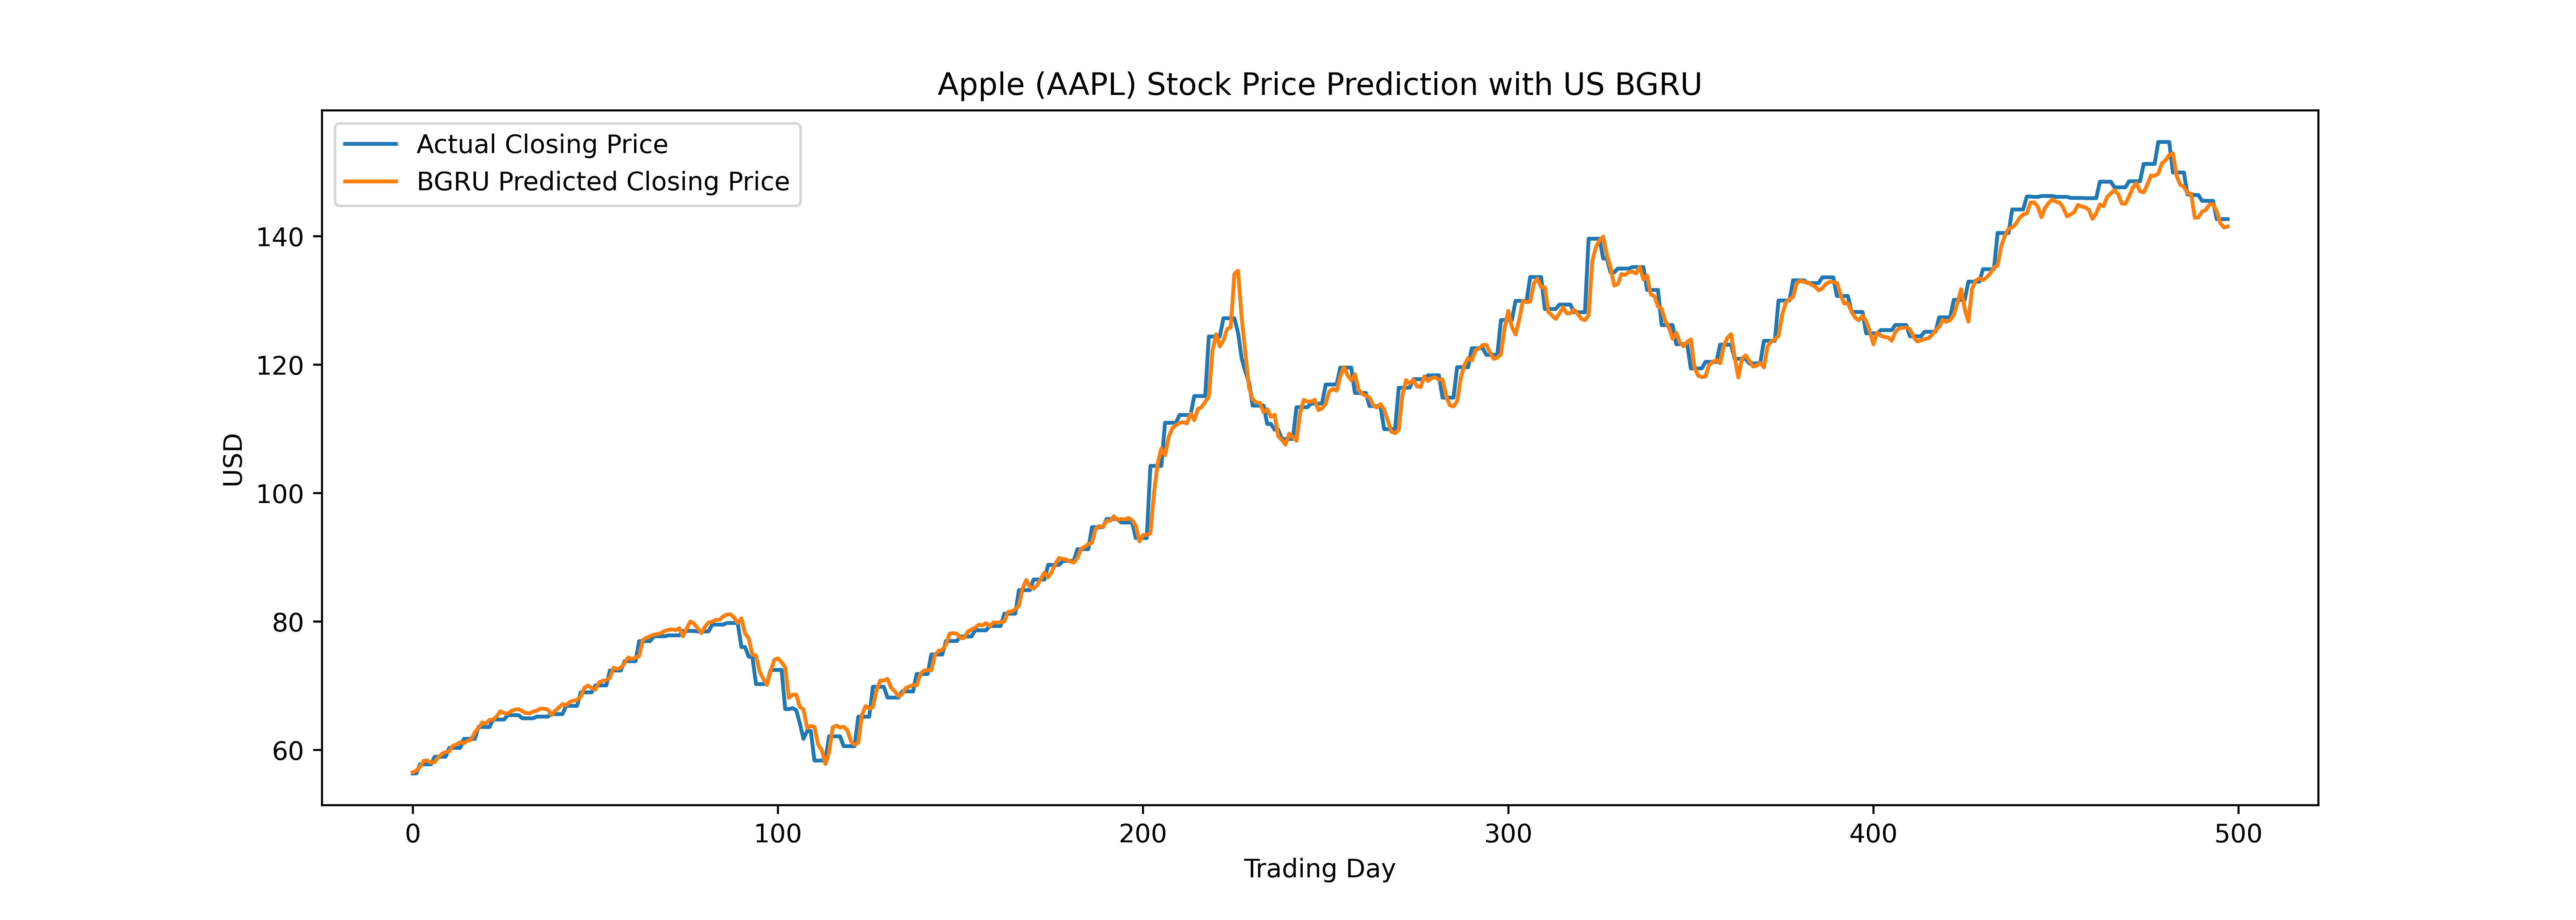 Apple (AAPL) Stock Price Prediction with US BGRU
Actual Closing Price
BGRU Predicted Closing Price
140
120
100
80
60
USD
0 100 200 300 400 500
Trading Day